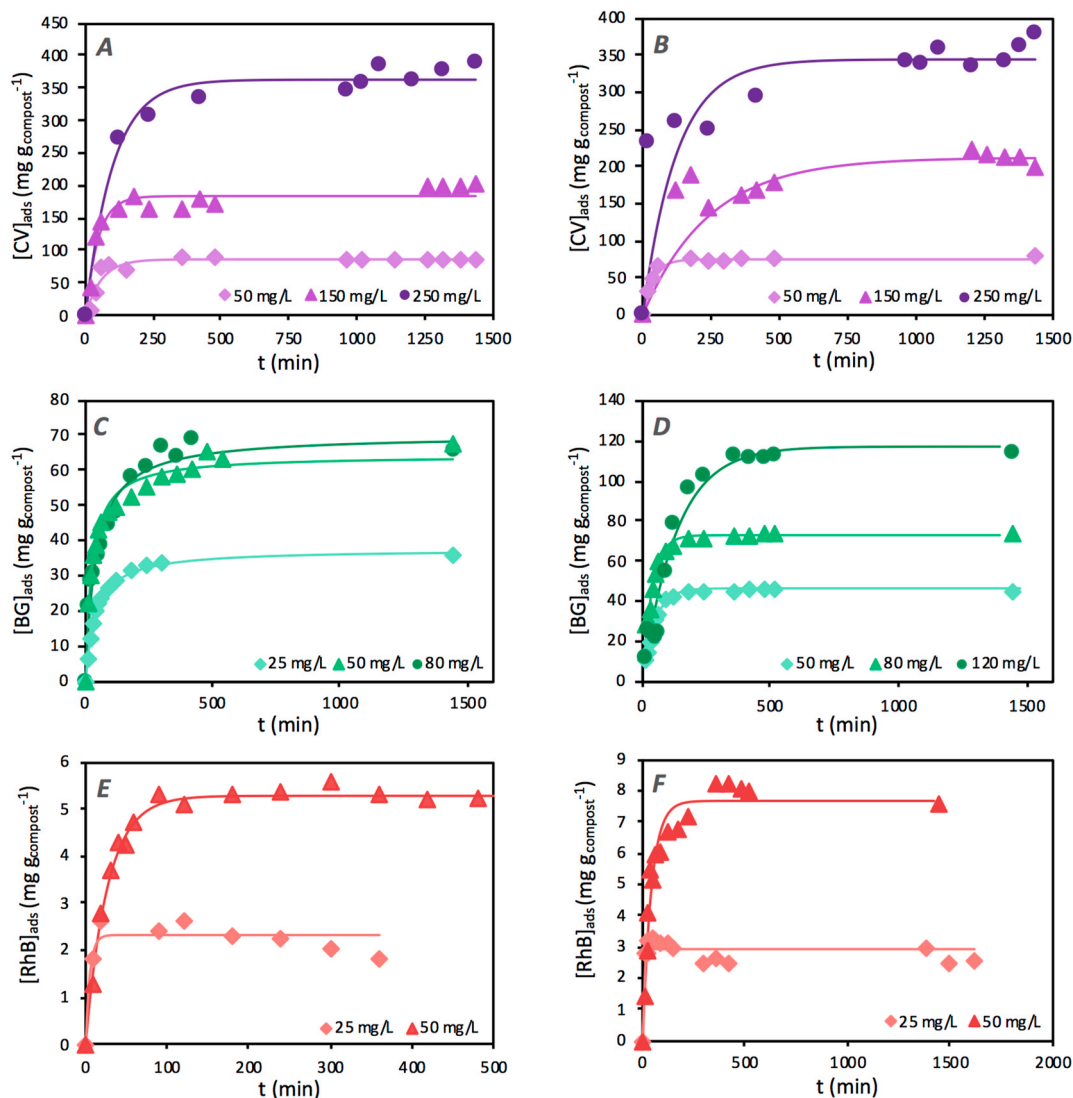 A
[CV]ads (mg gcompost-1)
450
400
350
300
250
200
150
100
50
0
50 mg/L 150 mg/L 250 mg/L
0 250 500 750 1000 1250 1500
t (min)
B
[CV]ads (mg gcompost-1)
400
350
300
250
200
150
100
50
0
50 mg/L 150 mg/L 250 mg/L
0 250 500 750 1000 1250 1500
t (min)
C
[BG]ads (mg gcompost-1)
80
70
60
50
40
30
20
10
0
25 mg/L 50 mg/L 80 mg/L
0 500 1000 1500
t (min)
D
[BG]ads (mg gcompost-1)
140
120
100
80
60
40
20
0
50 mg/L 80 mg/L 120 mg/L
0 500 1000 1500
t (min)
E
[RhB]ads (mg gcompost-1)
6
5
4
3
2
1
0
25 mg/L 50 mg/L
0 100 200 300 400 500
t (min)
F
[RhB]ads (mg gcompost-1)
9
8
7
6
5
4
3
2
1
0
25 mg/L 50 mg/L
0 500 1000 1500 2000
t (min)